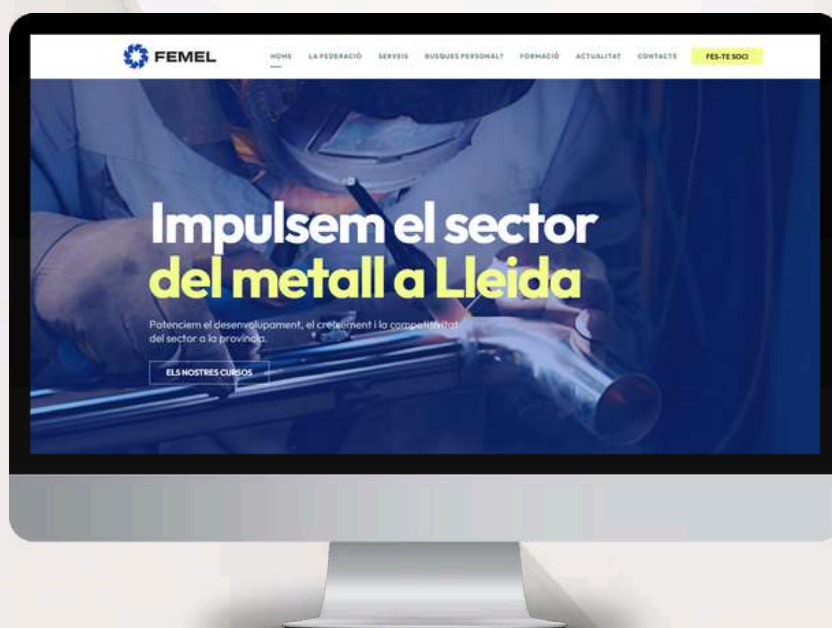 FEMEL
HOME LA FEDERACIÓ SERVEIS BUSQUES PERSONAL? FORMACIÓ ACTUALITAT CONTACTE FES-TE SOCI
Impulsem el sector
del metall a Lleida
Potenciem el desenvolupament, el creixement i la competitivitat
del sector a la província.
ELS NOSTRES CURSOS